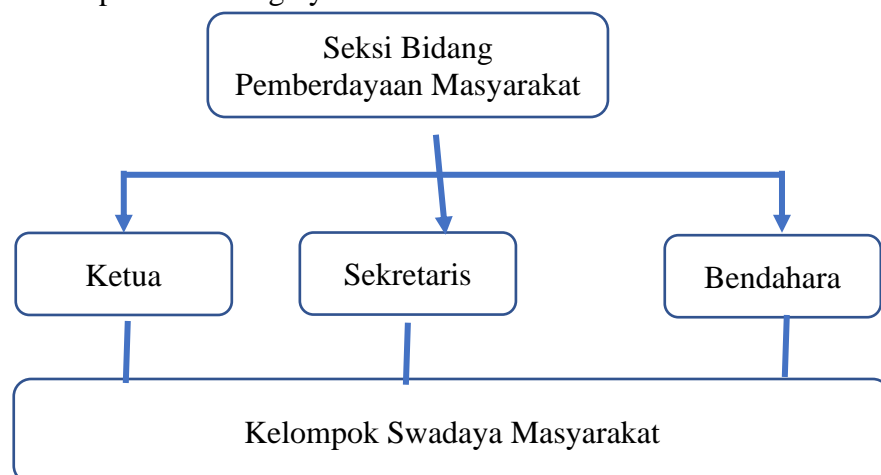 Seksi Bidang
Pemberdayaan Masyarakat
Ketua
Sekretaris
Bendahara
Kelompok Swadaya Masyarakat